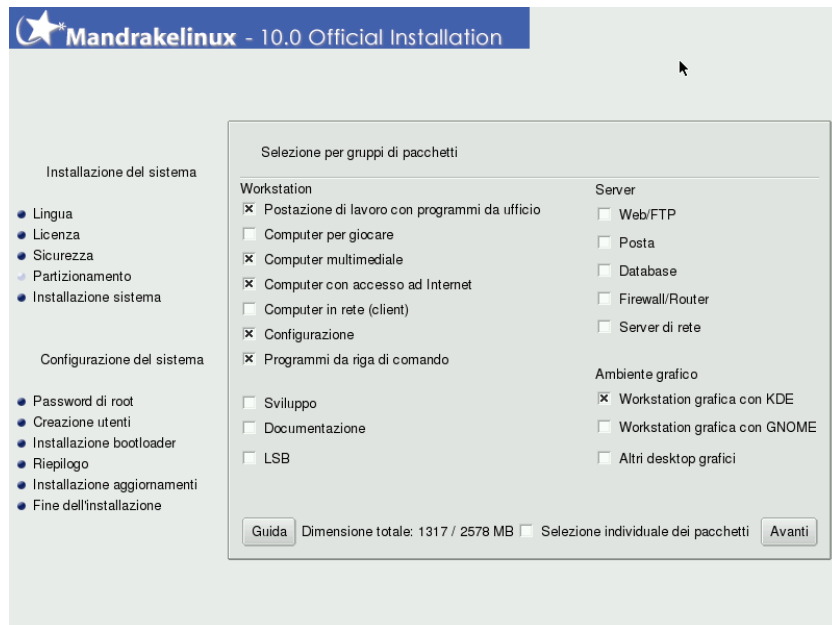 Mandrakelinux - 10.0 Official Installation
Installazione del sistema
Lingua
Licenza
Sicurezza
Partizionamento
Installazione sistema
Configurazione del sistema
Password di root
Creazione utenti
Installazione bootloader
Riepilogo
Installazione aggiornamenti
Fine dell'installazione
Selezione per gruppi di pacchetti
Workstation
Postazione di lavoro con programmi da ufficio
Computer per giocare
Computer multimediale
Computer con accesso ad Internet
Computer in rete (client)
Configurazione
Programmi da riga di comando
Sviluppo
Documentazione
LSB
Server
Web/FTP
Posta
Database
Firewall/Router
Server di rete
Ambiente grafico
Workstation grafica con KDE
Workstation grafica con GNOME
Altri desktop grafici
Guida Dimensione totale: 1317 / 2578 MB Selezione individuale dei pacchetti Avanti